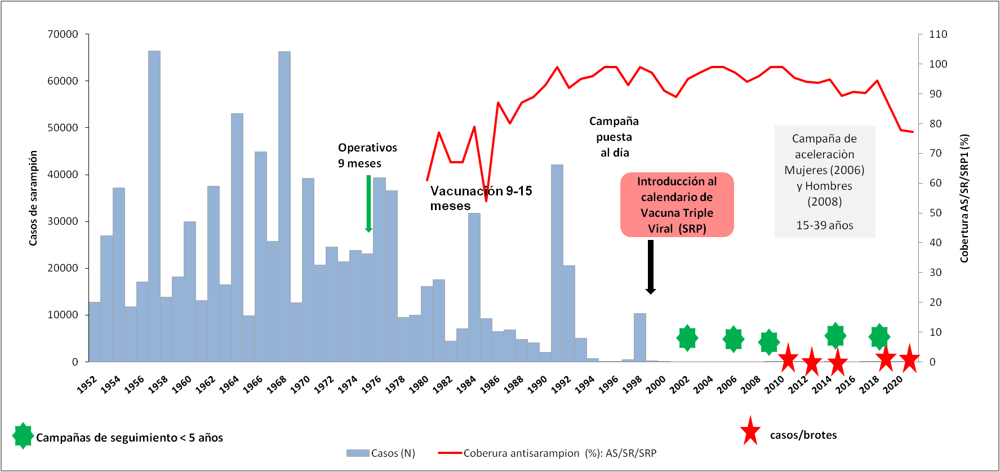 70000
60000
50000
40000
30000
20000
10000
0
Casos de sarampión
110
100
90
80
70
60
50
40
30
20
10
0
Cobertura AS/SR/SRP1 (%)
Operativos
9 meses
Vacunación 9-15
meses
Campaña
puesta
al día
Introducción al
calendario de
Vacuna Triple
Viral (SRP)
Campaña de
aceleraciòn
Mujeres (2006)
y Hombres
(2008)
15-39 años
1952
1954
1956
1958
1960
1962
1964
1966
1968
1970
1972
1974
1976
1978
1980
1982
1984
1986
1988
1990
1992
1994
1996
1998
2000
2002
2004
2006
2008
2010
2012
2014
2016
2018
2020
Campañas de seguimiento < 5 años
casos/brotes
Casos (N)
Coberura antisarampion (%): AS/SR/SRP